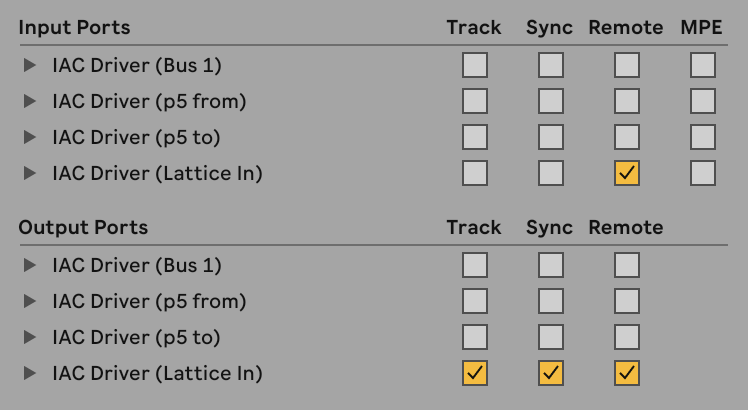 Input Ports Track Sync Remote MPE
IAC Driver (Bus 1)
IAC Driver (p5 from)
IAC Driver (p5 to)
IAC Driver (Lattice In)
Output Ports Track Sync Remote
IAC Driver (Bus 1)
IAC Driver (p5 from)
IAC Driver (p5 to)
IAC Driver (Lattice In)